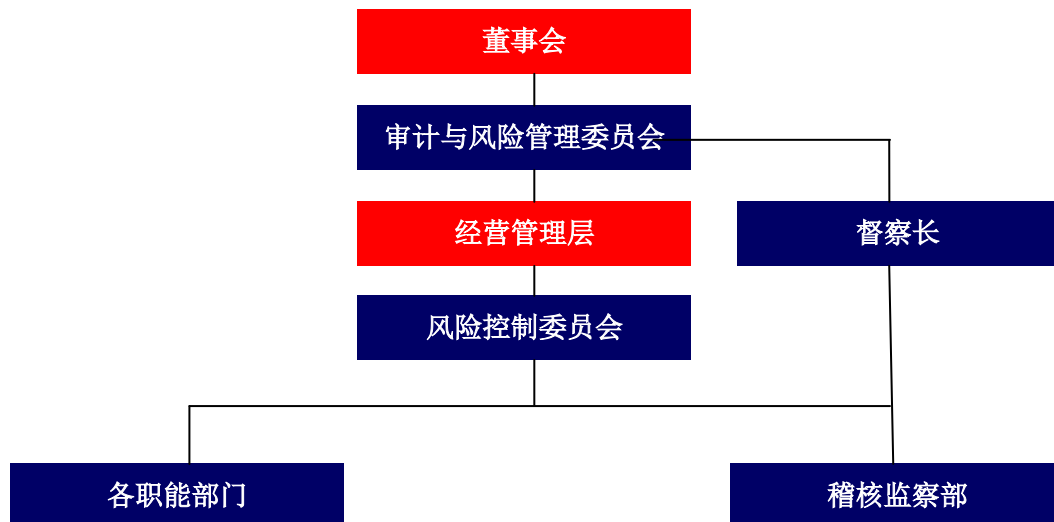 董事会
审计与风险管理委员会
经营管理层
督察长
风险控制委员会
各职能部门
稽核监察部